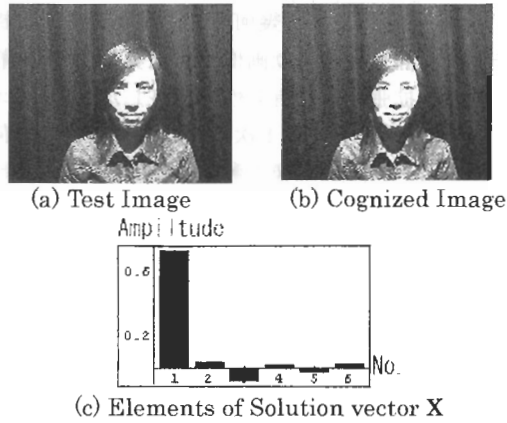 (a) Test Image
(b) Cognized Image
Amplitude
0.6
0.2
1 2 4 5 6
No.
(c) Elements of Solution vector X